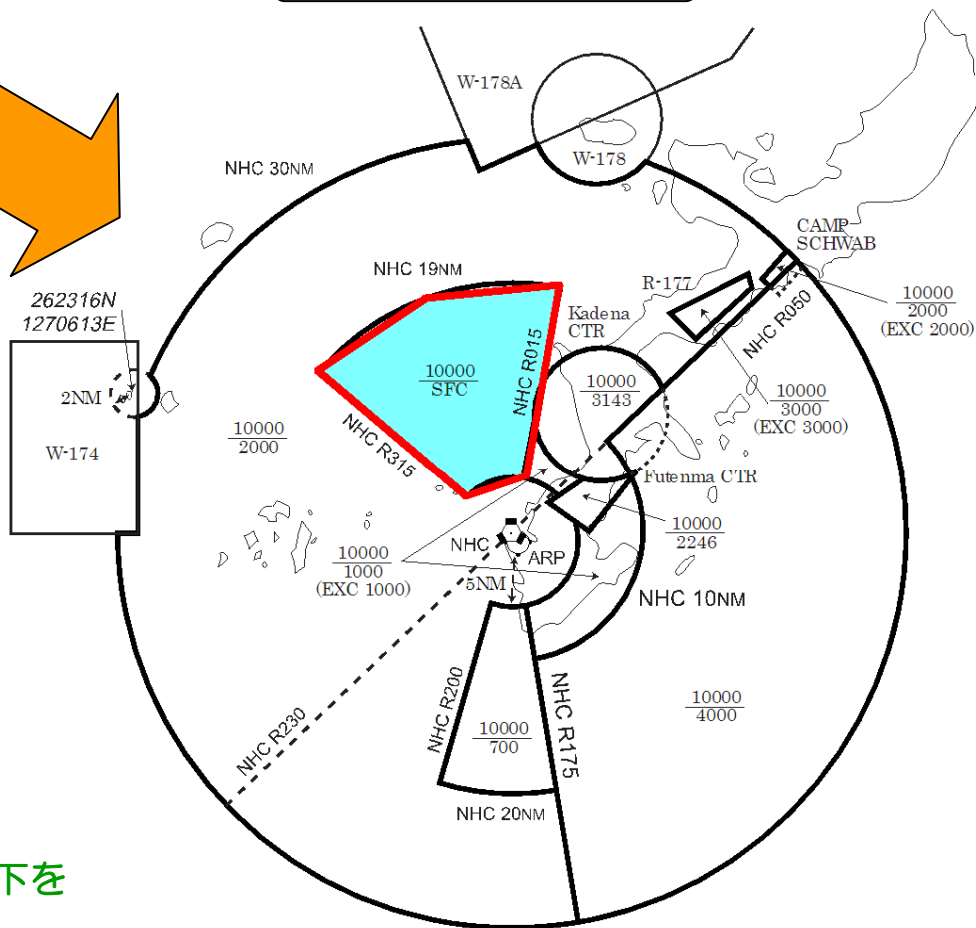 W-178A
W-178
NHC 30NM
CAMP
SCHWAB
NHC 19NM
R-177
262316N
1270613E
Kadena
CTR
10000
2000
(EXC 2000)
NHC R050
10000
SFC
NHC R015
10000
3143
2NM
10000
3000
(EXC 3000)
NHC R315
10000
2000
W-174
Futenma CTR
10000
2246
NHC
ARP
10000
1000
(EXC 1000)
5NM
NHC 10NM
NHC R200
NHC R175
10000
4000
10000
700
NHC R230
NHC 20NM
下を